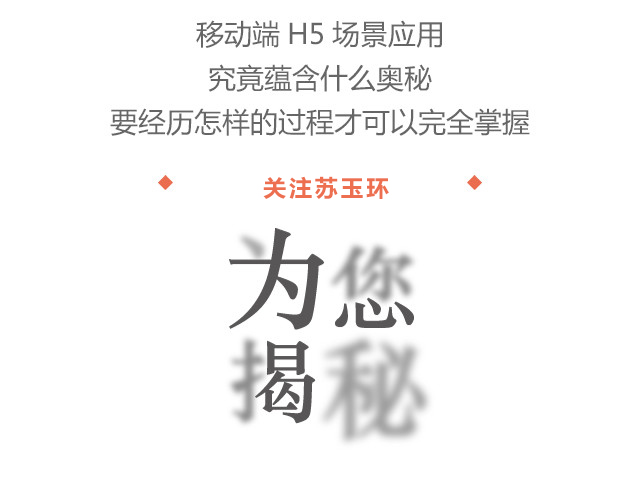 移动端 H5 场景应用
究竟蕴含什么奥秘
要经历怎样的过程才可以完全掌握
关注苏玉环
为您
揭秘